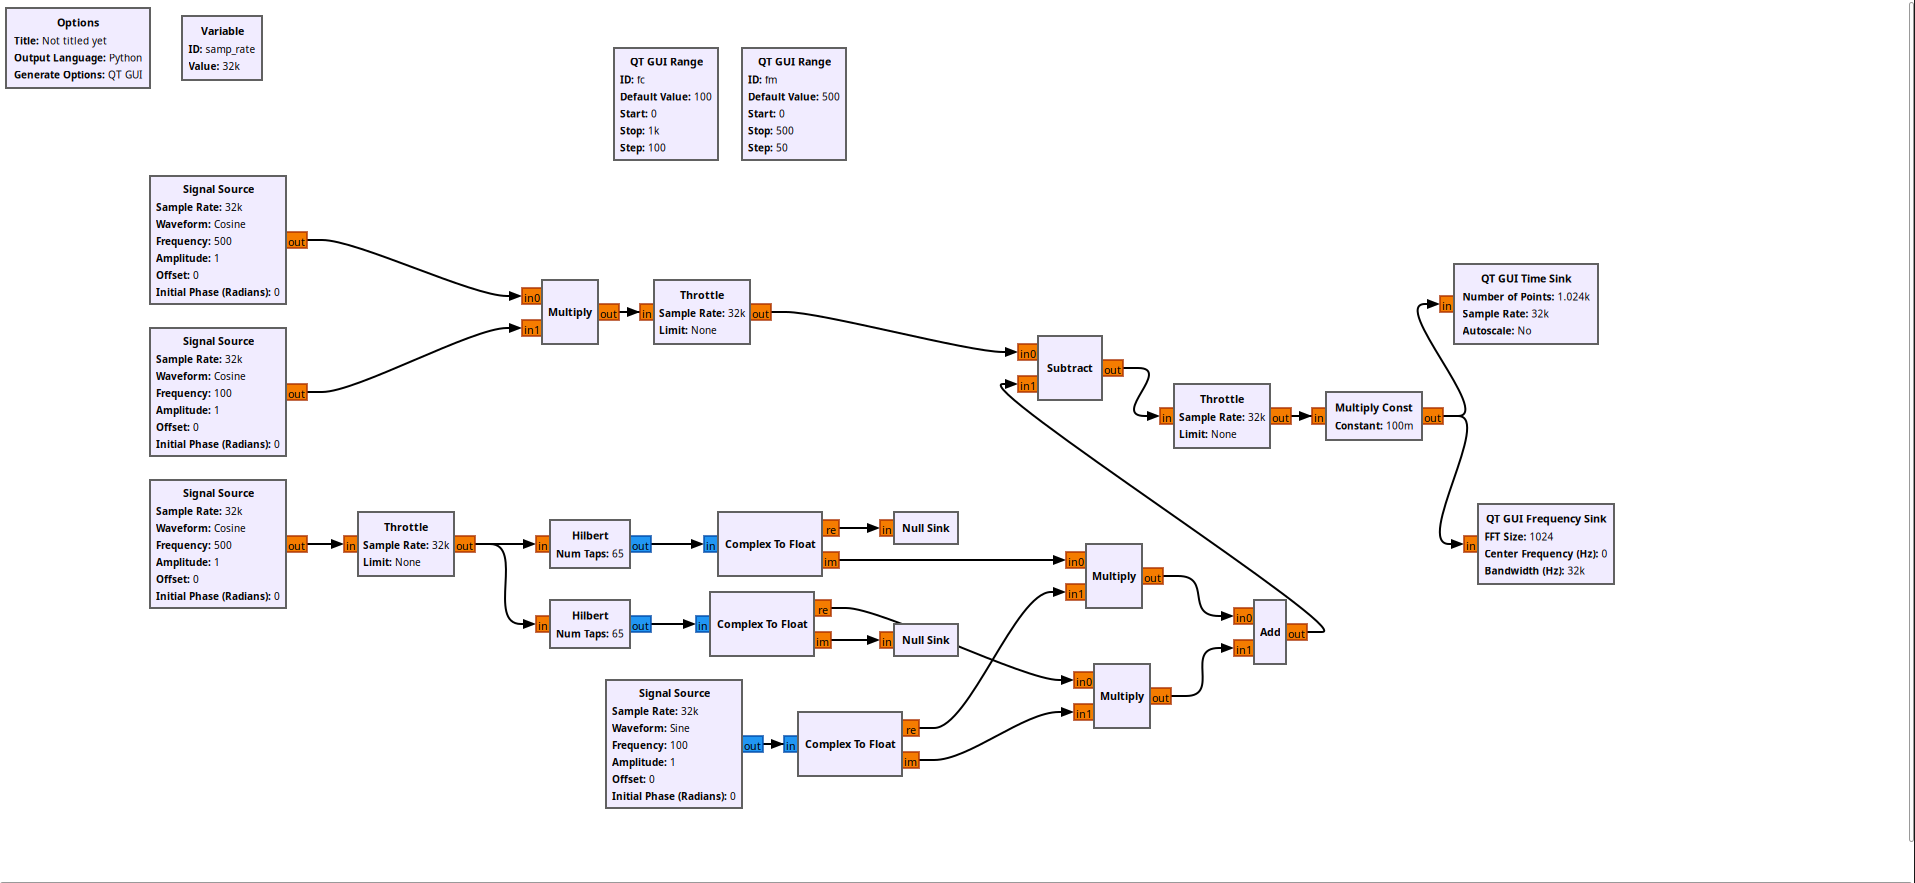 Options
Title: Not titled yet
Output Language: Python
Generate Options: QT GUI
Variable
ID: samp_rate
Value: 32k
QT GUI Range
ID: fc
Default Value: 100
Start: 0
Stop: 1k
Step: 100
QT GUI Range
ID: fm
Default Value: 500
Start: 0
Stop: 500
Step: 50
Signal Source
Sample Rate: 32k
Waveform: Cosine
Frequency: 500
Amplitude: 1
Offset: 0
Initial Phase (Radians): 0
out
Signal Source
Sample Rate: 32k
Waveform: Cosine
Frequency: 100
Amplitude: 1
Offset: 0
Initial Phase (Radians): 0
out
in0
in1
Multiply
out
in
Throttle
Sample Rate: 32k
Limit: None
out
in0
in1
Subtract
out
in
Throttle
Sample Rate: 32k
Limit: None
out
in
Multiply Const
Constant: 100m
out
in
QT GUI Time Sink
Number of Points: 1.024k
Sample Rate: 32k
Autoscale: No
in
QT GUI Frequency Sink
FFT Size: 1024
Center Frequency (Hz): 0
Bandwidth (Hz): 32k
Signal Source
Sample Rate: 32k
Waveform: Cosine
Frequency: 500
Amplitude: 1
Offset: 0
Initial Phase (Radians): 0
out
in
Throttle
Sample Rate: 32k
Limit: None
out
in
Hilbert
Num Taps: 65
out
in
Complex To Float
re
im
in
Null Sink
in
Hilbert
Num Taps: 65
out
in
Complex To Float
re
im
in
Null Sink
Signal Source
Sample Rate: 32k
Waveform: Sine
Frequency: 100
Amplitude: 1
Offset: 0
Initial Phase (Radians): 0
out
in
Complex To Float
re
im
in0
in1
Multiply
out
in0
in1
Multiply
out
in0
in1
Add
out